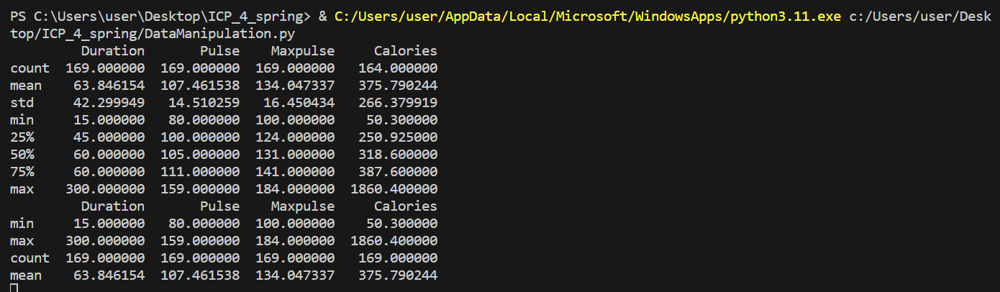 PS C:\Users\user\Desktop\ICP_4_spring> & C:/Users/user/AppData/Local/Microsoft/WindowsApps/python3.11.exe c:/Users/user/Desk
top/ICP_4_spring/DataManipulation.py
         Duration       Pulse    Maxpulse     Calories
count  169.000000  169.000000  169.000000   164.000000
mean    63.846154  107.461538  134.047337   375.790244
std     42.299949   14.510259   16.450434   266.379919
min     15.000000   80.000000  100.000000    50.300000
25%     45.000000  100.000000  124.000000   250.925000
50%     60.000000  105.000000  131.000000   318.600000
75%     60.000000  111.000000  141.000000   387.600000
max    300.000000  159.000000  184.000000  1860.400000
         Duration       Pulse    Maxpulse     Calories
min     15.000000   80.000000  100.000000    50.300000
max    300.000000  159.000000  184.000000  1860.400000
count  169.000000  169.000000  169.000000   169.000000
mean    63.846154  107.461538  134.047337   375.790244